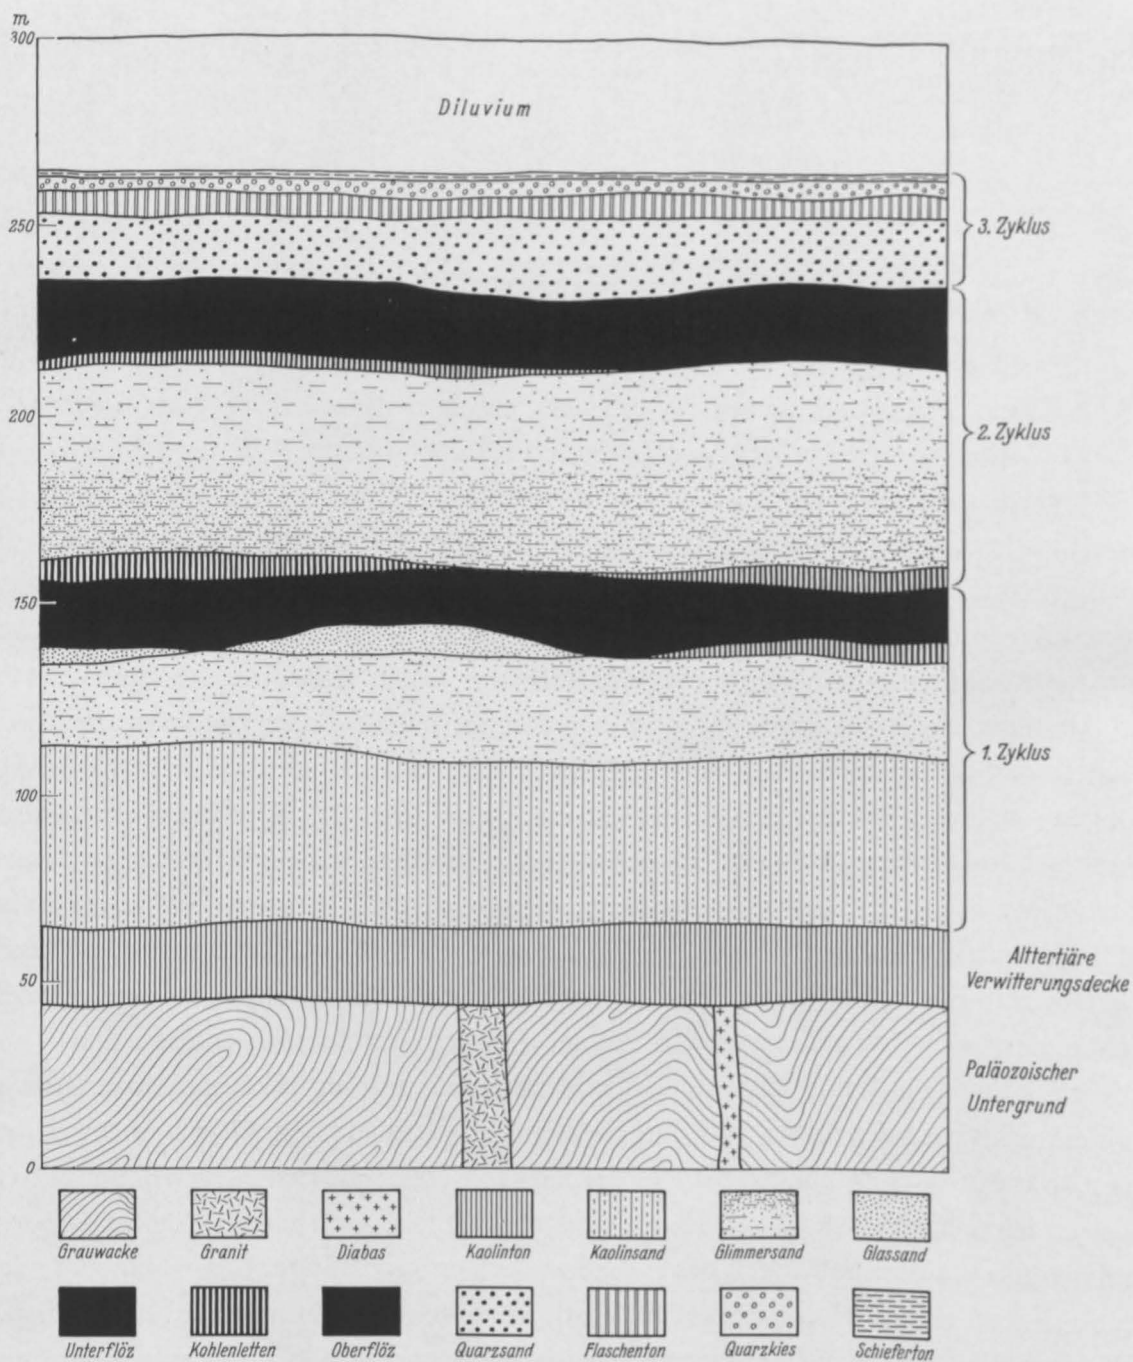 m
300
Diluvium
250
3. Zyklus
200
2. Zyklus
150
1. Zyklus
100
50
Alttertiäre
Verwitterungsdecke
Paläozoischer
Untergrund
0
Grauwacke Granit Diabas Kaolinton Kaolinsand Glimmersand Glassand
Unterflöz Kohlenletten Oberflöz Quarzsand Flaschenton Quarzkies Schieferton